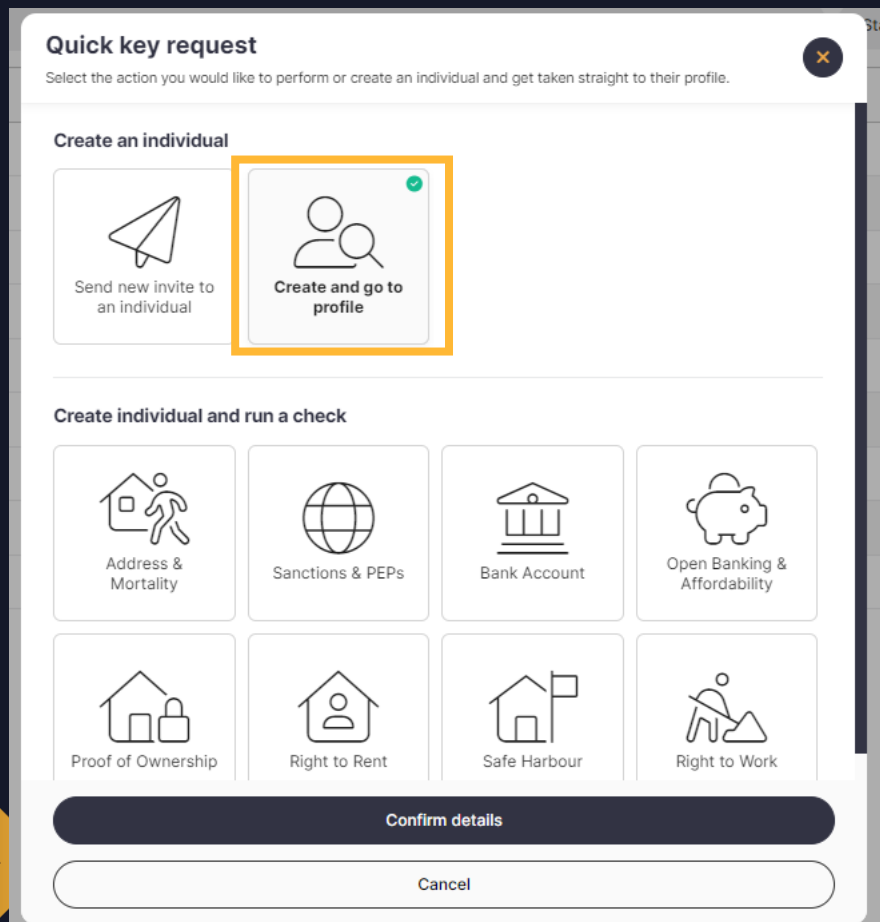 Quick key request
Select the action you would like to perform or create an individual and get taken straight to their profile.
Create an individual
Send new invite to
an individual
Create and go to
profile
Create individual and run a check
Address &
Mortality
Sanctions & PEPs
Bank Account
Open Banking &
Affordability
Proof of Ownership
Right to Rent
Safe Harbour
Right to Work
Confirm details
Cancel